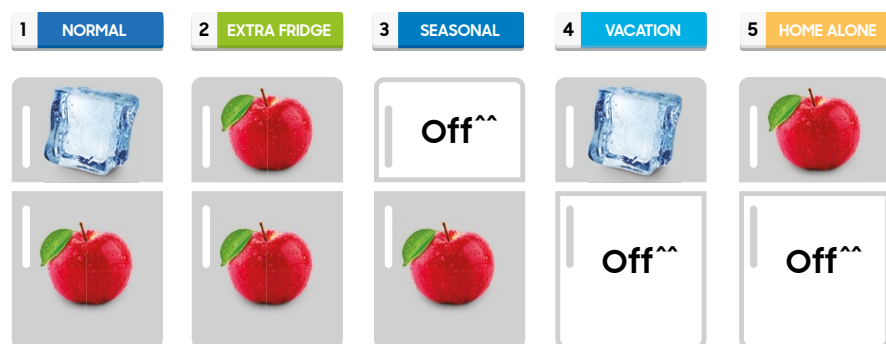 1 NORMAL
2 EXTRA FRIDGE
3 SEASONAL
4 VACATION
5 HOME ALONE
Off^^
Off^^
Off^^